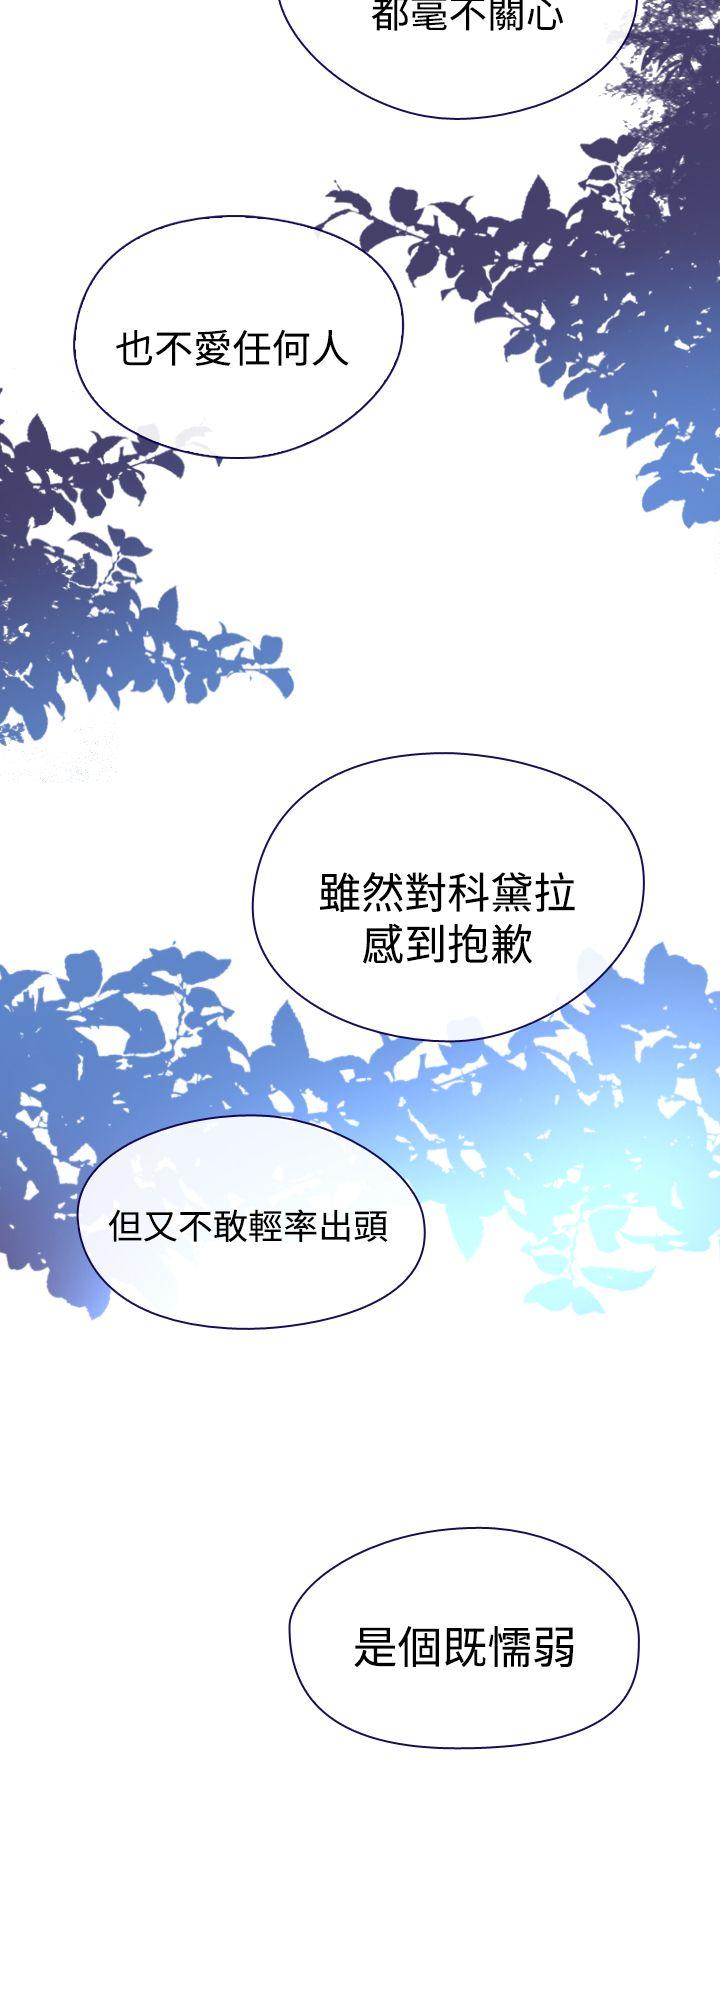 都毫不關心
也不愛任何人
雖然對科黛拉
感到抱歉
但又不敢輕率出頭
是個既懦弱